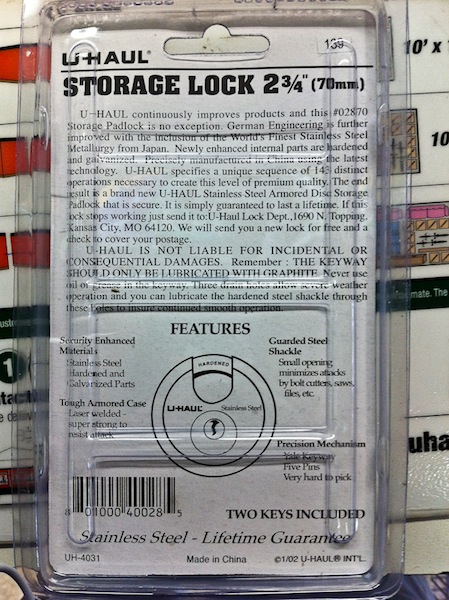 139
U-HAUL®
STORAGE LOCK 2¾" (70mm)
U-HAUL continuously improves products and this #02870
Storage Padlock is no exception. German Engineering is further
improved with the inclusion of the World's Finest Stainless Steel
Metallurgy from Japan. Newly enhanced internal parts are hardened
and galvanized. Precisely manufactured in China using the latest
technology. U-HAUL specifies a unique sequence of 143 distinct
operations necessary to create this level of premium quality. The end
result is a brand new U-HAUL Stainless Steel Armored Disc Storage
Padlock that is secure. It is simply guaranteed to last a lifetime. If this
lock stops working just send it to: U-Haul Lock Dept., 1690 N. Topping,
Kansas City, MO 64120. We will send you a new lock for free and a
check to cover your postage.
U-HAUL IS NOT LIABLE FOR INCIDENTAL OR
CONSEQUENTIAL DAMAGES. Remember : THE KEYWAY
SHOULD ONLY BE LUBRICATED WITH GRAPHITE. Never use
oil or grease in the keyway. Three drain holes allow severe weather
operation and you can lubricate the hardened steel shackle through
these holes to insure continued smooth operation.
FEATURES
Security Enhanced
Materials
Stainless Steel
Hardened and
Galvanized Parts
Tough Armored Case
Laser welded -
super strong to
resist attack
HARDENED
U-HAUL Stainless Steel
Guarded Steel
Shackle
Small opening
minimizes attacks
by bolt cutters, saws,
files, etc.
Precision Mechanism
Yale Keyway
Five Pins
Very hard to pick
8 01000 40028 5
TWO KEYS INCLUDED
Stainless Steel - Lifetime Guarantee
UH-4031 Made in China ©1/02 U-HAUL® INT'L.
10' x
10
mate. The
uha
1